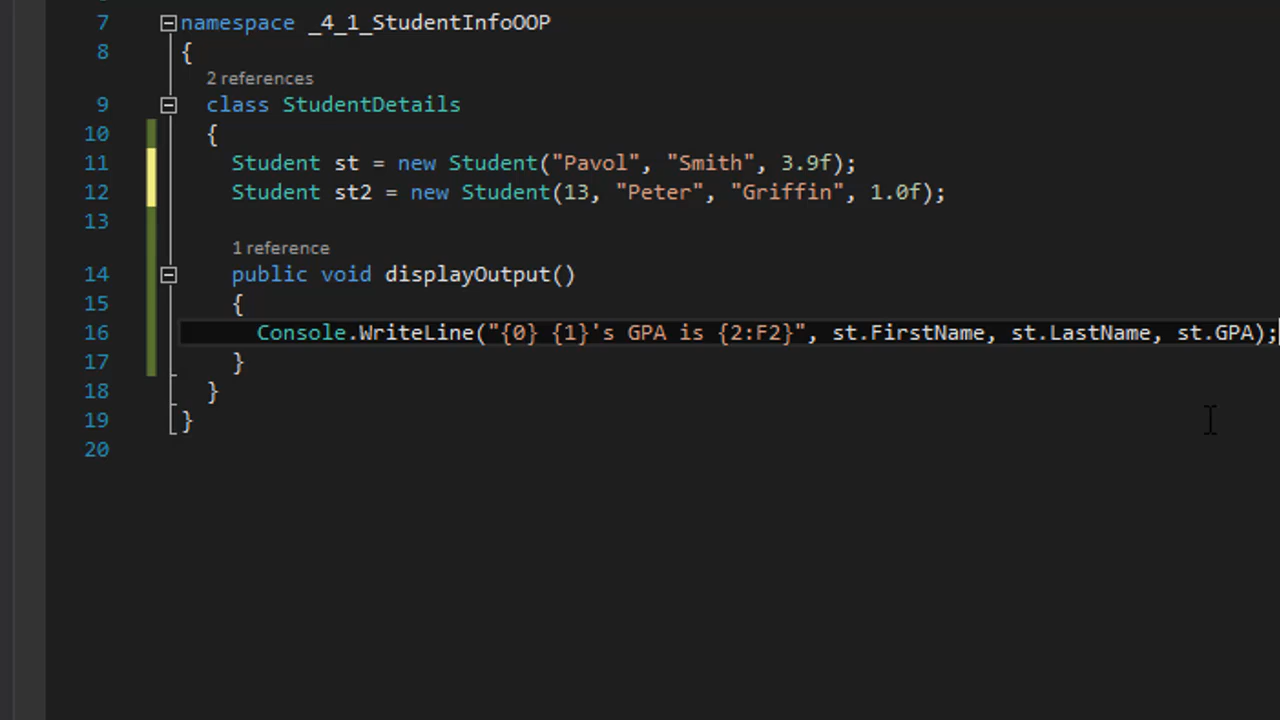 7 namespace _4_1_StudentInfoOOP
8 {
2 references
9 class StudentDetails
10 {
11 Student st = new Student("Pavol", "Smith", 3.9f);
12 Student st2 = new Student(13, "Peter", "Griffin", 1.0f);
13
1 reference
14 public void displayOutput()
15 {
16 Console.WriteLine("{0} {1}'s GPA is {2:F2}", st.FirstName, st.LastName, st.GPA);
17 }
18 }
19 }
20